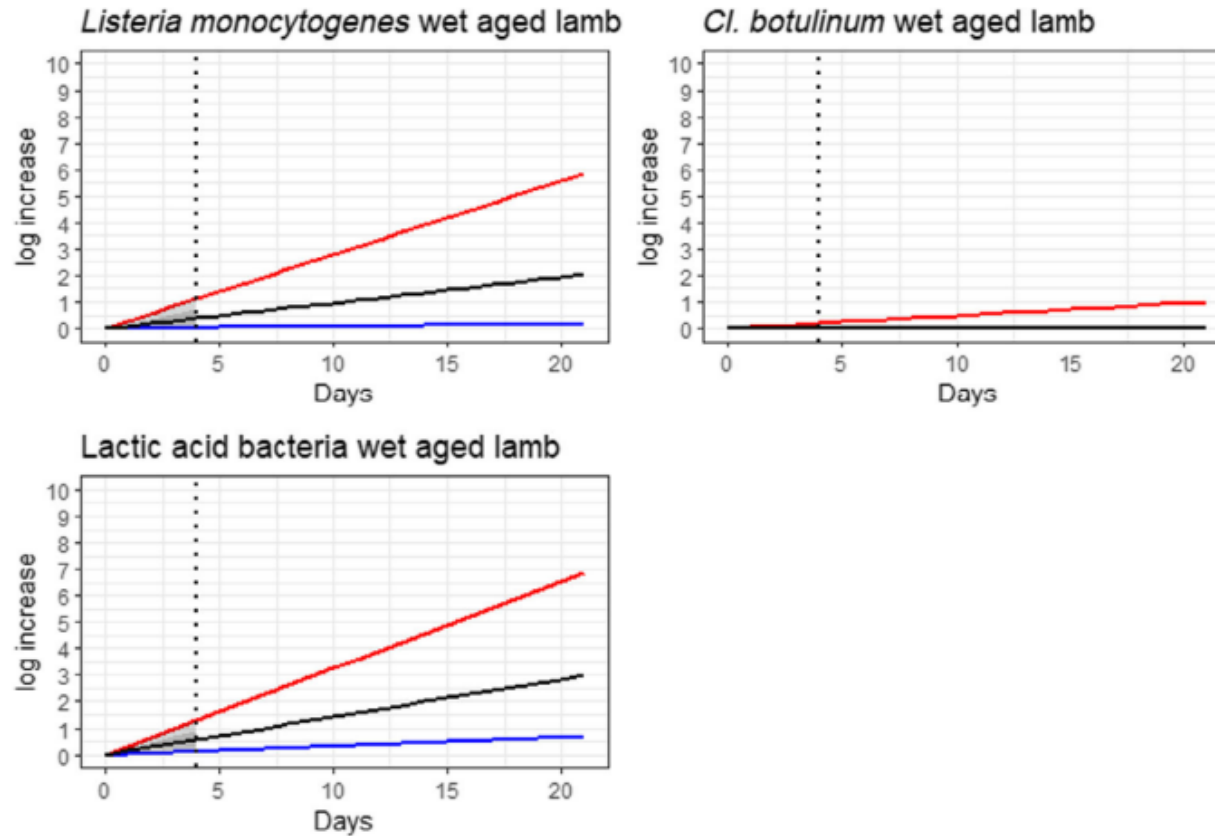 Listeria monocytogenes wet aged lamb
10
9
8
7
6
5
4
3
2
1
0
log increase
0 5 10 15 20
Days
Cl. botulinum wet aged lamb
10
9
8
7
6
5
4
3
2
1
0
log increase
0 5 10 15 20
Days
Lactic acid bacteria wet aged lamb
10
9
8
7
6
5
4
3
2
1
0
log increase
0 5 10 15 20
Days